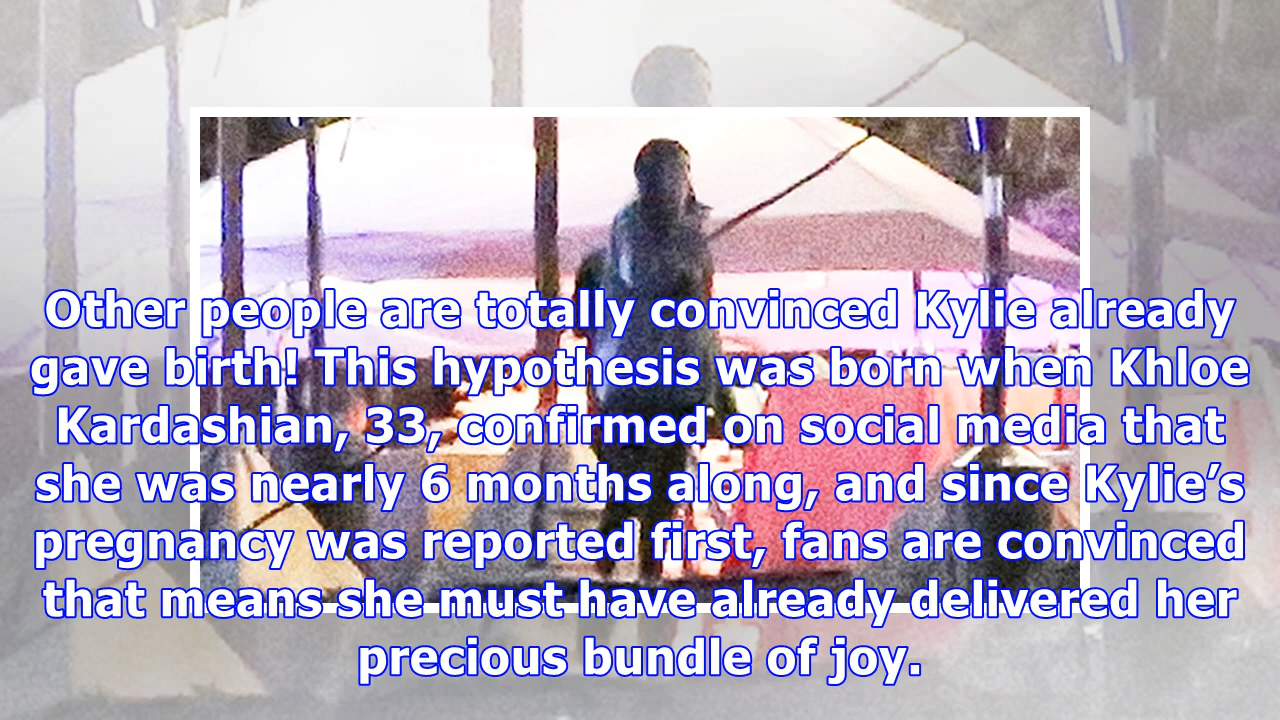 Other people are totally convinced Kylie already
gave birth! This hypothesis was born when Khloe
Kardashian, 33, confirmed on social media that
she was nearly 6 months along, and since Kylie’s
pregnancy was reported first, fans are convinced
that means she must have already delivered her
precious bundle of joy.